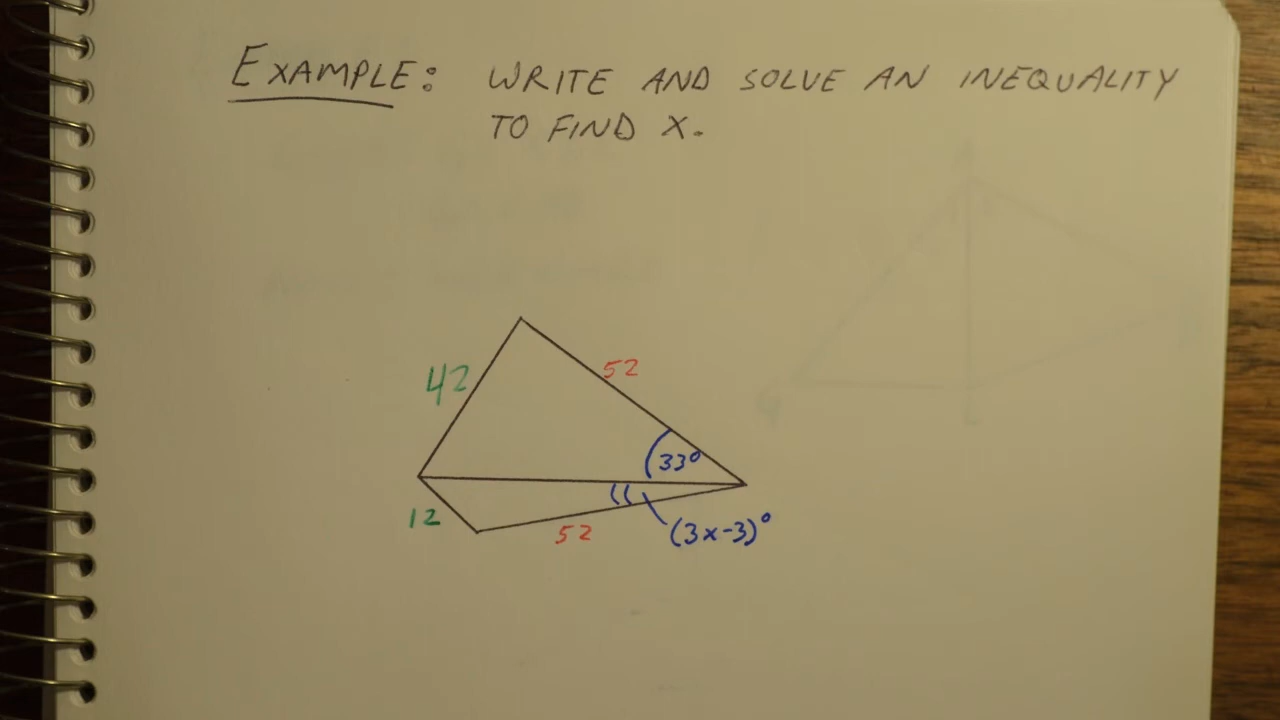 EXAMPLE: WRITE AND SOLVE AN INEQUALITY
TO FIND X.
42
52
33°
12
52
(3x-3)°